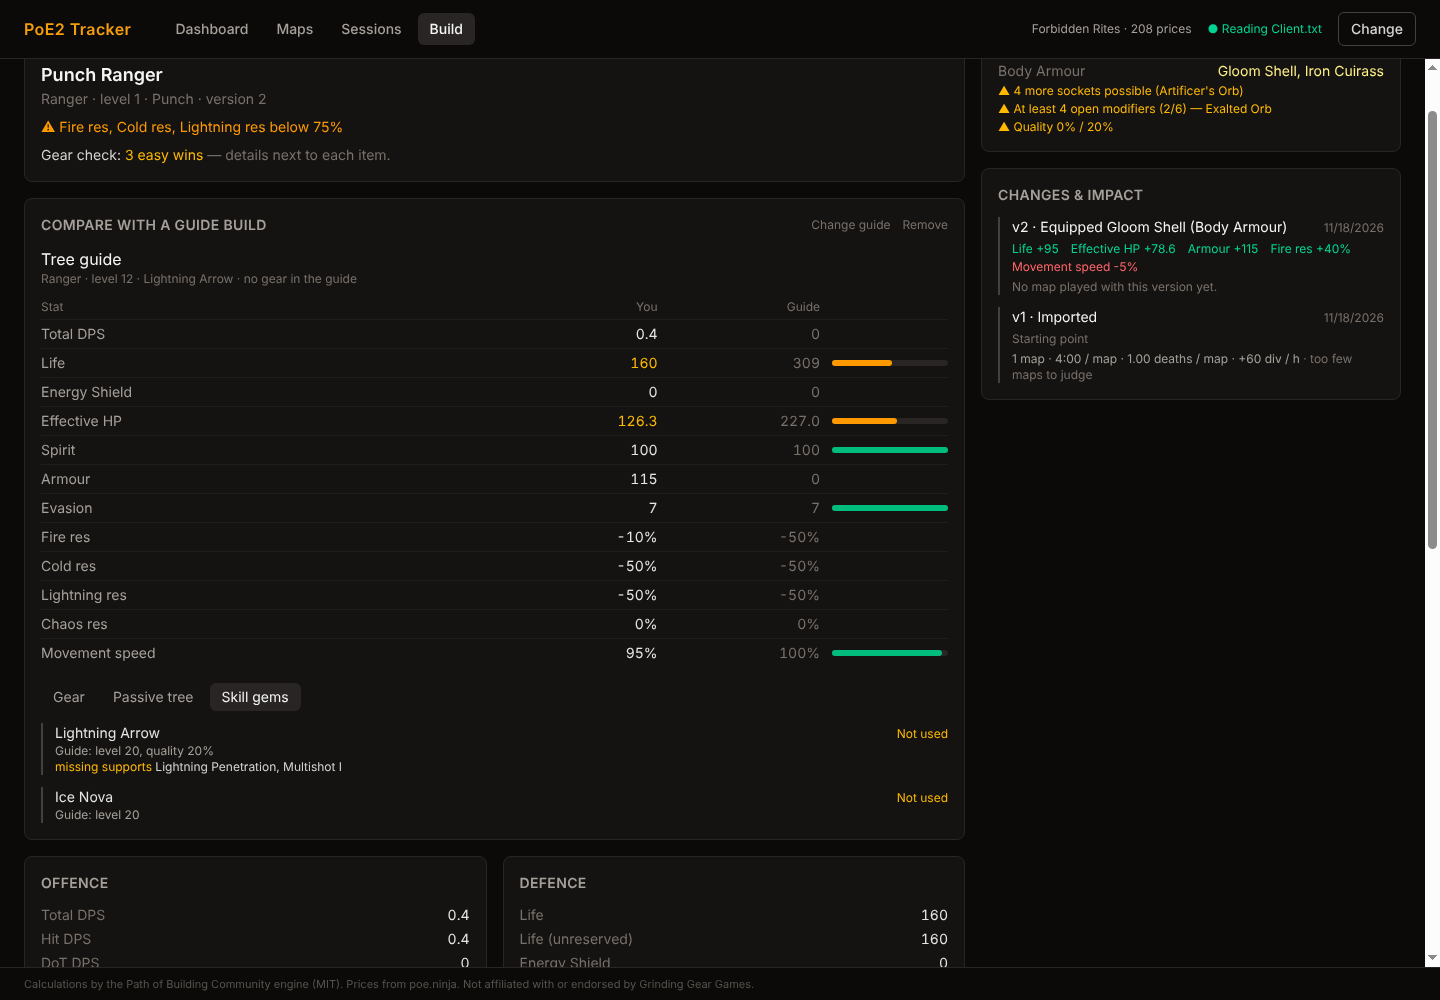 PoE2 Tracker Dashboard Maps Sessions Build Forbidden Rites · 208 prices Reading Client.txt Change
Punch Ranger
Ranger · level 1 · Punch · version 2
⚠ Fire res, Cold res, Lightning res below 75%
Gear check: 3 easy wins — details next to each item.
COMPARE WITH A GUIDE BUILD Change guide Remove
Tree guide
Ranger · level 12 · Lightning Arrow · no gear in the guide
Stat You Guide
Total DPS 0.4 0
Life 160 309
Energy Shield 0 0
Effective HP 126.3 227.0
Spirit 100 100
Armour 115 0
Evasion 7 7
Fire res -10% -50%
Cold res -50% -50%
Lightning res -50% -50%
Chaos res 0% 0%
Movement speed 95% 100%
Gear Passive tree Skill gems
Lightning Arrow Not used
Guide: level 20, quality 20%
missing supports Lightning Penetration, Multishot I
Ice Nova Not used
Guide: level 20
OFFENCE
Total DPS 0.4
Hit DPS 0.4
DoT DPS 0
DEFENCE
Life 160
Life (unreserved) 160
Energy Shield 0
Body Armour Gloom Shell, Iron Cuirass
▲ 4 more sockets possible (Artificer's Orb)
▲ At least 4 open modifiers (2/6) — Exalted Orb
▲ Quality 0% / 20%
CHANGES & IMPACT
v2 · Equipped Gloom Shell (Body Armour) 11/18/2026
Life +95 Effective HP +78.6 Armour +115 Fire res +40%
Movement speed -5%
No map played with this version yet.
v1 · Imported 11/18/2026
Starting point
1 map · 4:00 / map · 1.00 deaths / map · +60 div / h · too few
maps to judge
Calculations by the Path of Building Community engine (MIT). Prices from poe.ninja. Not affiliated with or endorsed by Grinding Gear Games.